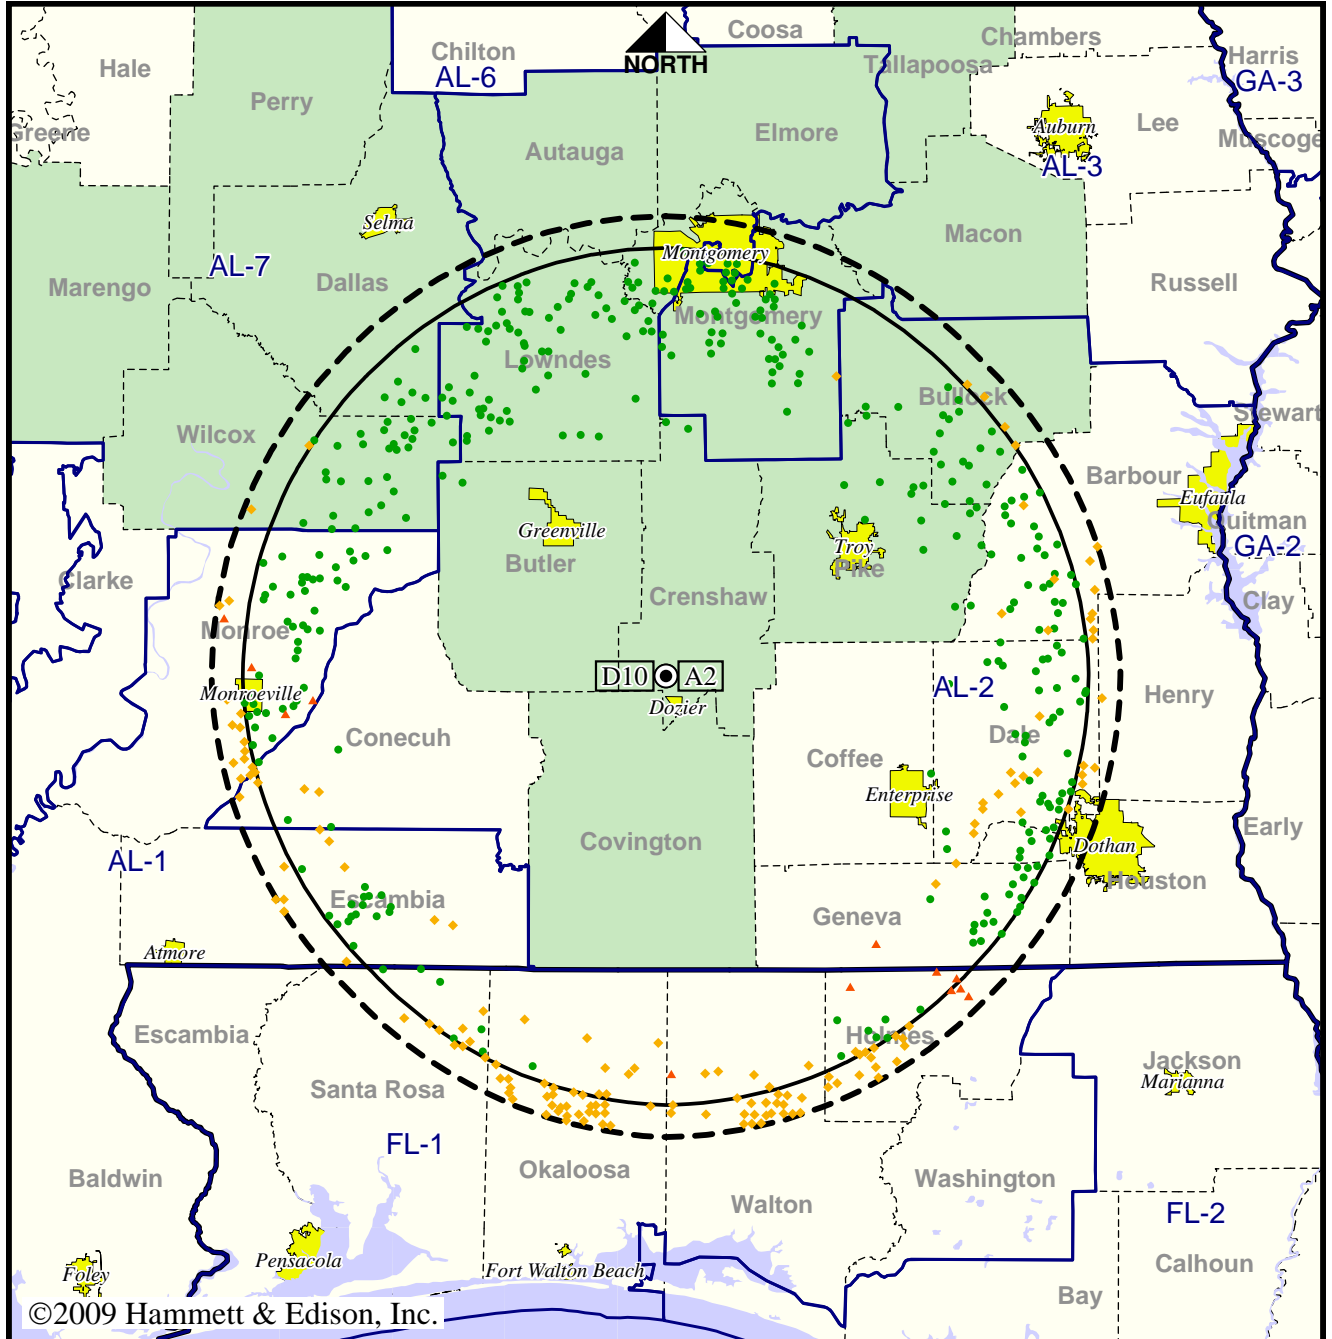 Coosa
Chilton
AL-6
NORTH
Chambers
Tallapoosa
Harris
GA-3
Hale
Perry
Greene
Autauga
Elmore
Auburn
Lee
AL-3
Muscoge
Selma
Montgomery
Macon
AL-7
Dallas
Marengo
Russell
Montgomery
Lowndes
Bullock
Stewart
Wilcox
Barbour
Eufaula
Quitman
GA-2
Greenville
Butler
Troy
Pike
Clarke
Crenshaw
Clay
Monroe
D10
A2
AL-2
Monroeville
Dozier
Henry
Conecuh
Dale
Coffee
Enterprise
Covington
Early
Dothan
AL-1
Houston
Escambia
Geneva
Atmore
Escambia
Holmes
Jackson
Marianna
Santa Rosa
FL-1
Okaloosa
Baldwin
Washington
Walton
FL-2
Pensacola
Foley
Fort Walton Beach
Calhoun
Bay
©2009 Hammett & Edison, Inc.